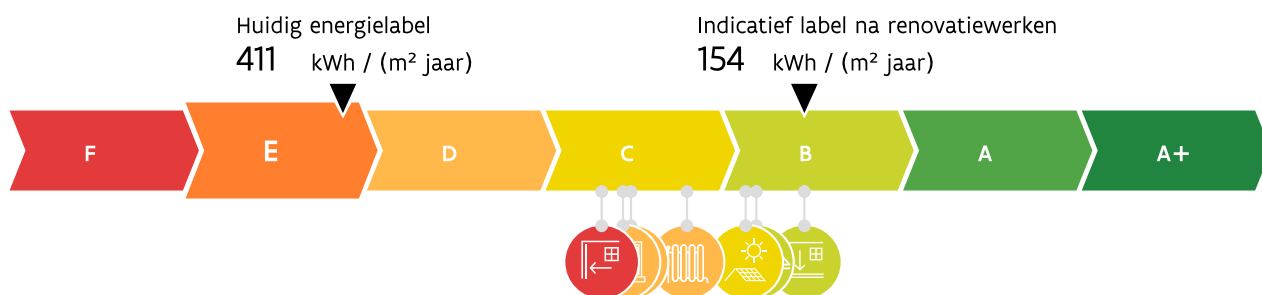 Huidig energielabel
411 kWh / (m² jaar)
Indicatief label na renovatiewerken
154 kWh / (m² jaar)
F E D C B A A+